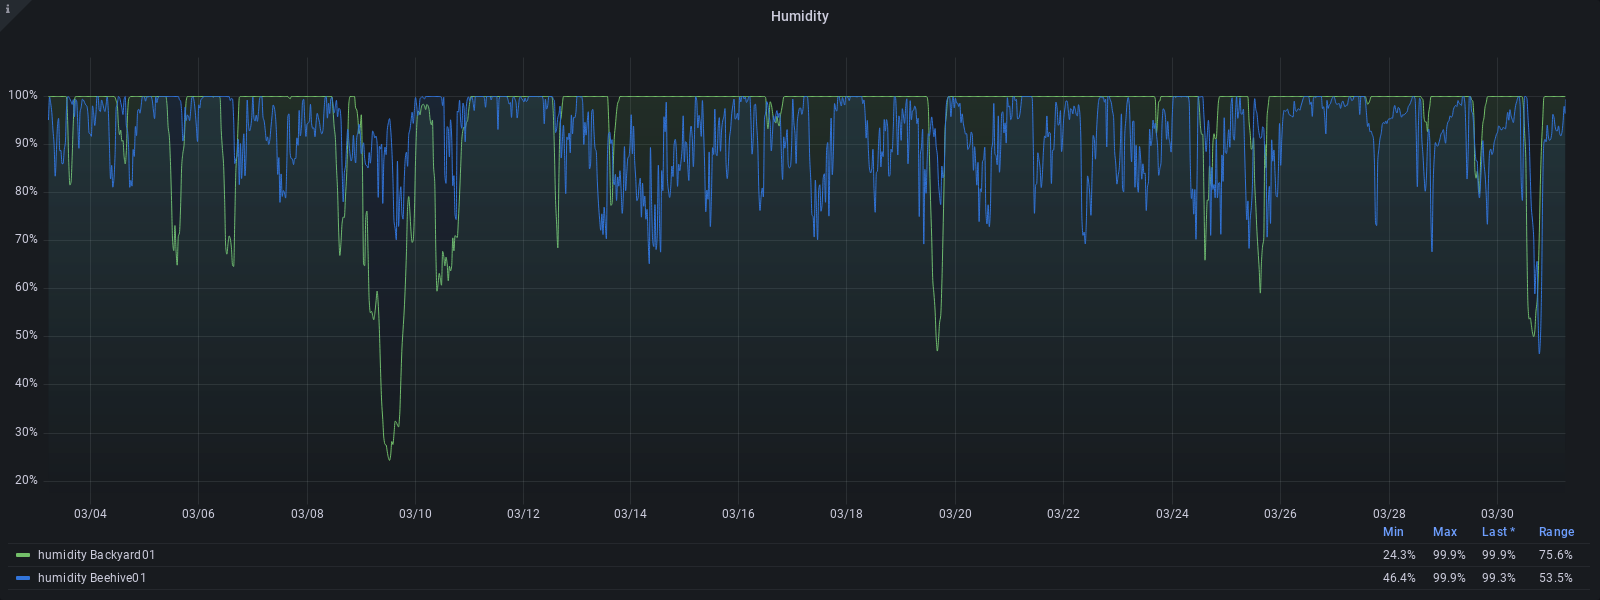 i
Humidity
100%
90%
80%
70%
60%
50%
40%
30%
20%
03/04 03/06 03/08 03/10 03/12 03/14 03/16 03/18 03/20 03/22 03/24 03/26 03/28 03/30
Min Max Last * Range
humidity Backyard01 24.3% 99.9% 99.9% 75.6%
humidity Beehive01 46.4% 99.9% 99.3% 53.5%